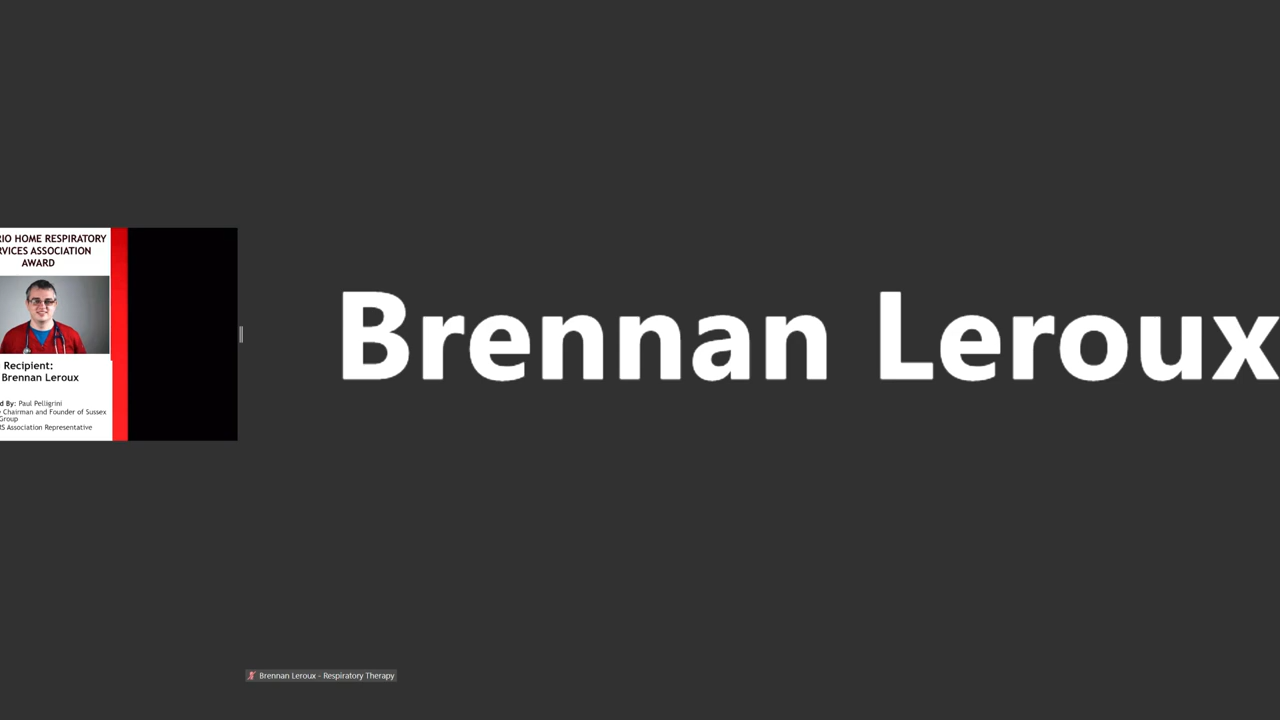 RIO HOME RESPIRATORY
RVICES ASSOCIATION
AWARD
Recipient:
Brennan Leroux
d By: Paul Pelligrini
Chairman and Founder of Sussex
Group
RS Association Representative
Brennan Leroux
Brennan Leroux - Respiratory Therapy